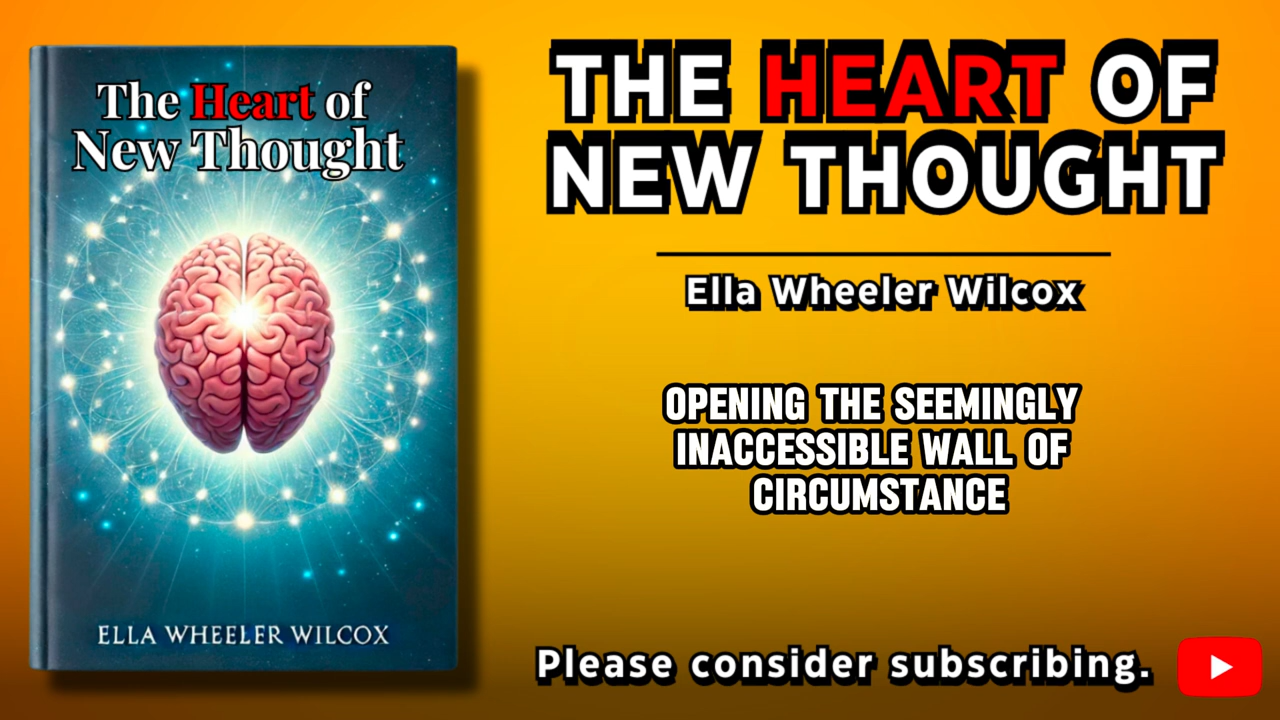 The Heart of
New Thought
ELLA WHEELER WILCOX
THE HEART OF
NEW THOUGHT
Ella Wheeler Wilcox
OPENING THE SEEMINGLY
INACCESSIBLE WALL OF
CIRCUMSTANCE
Please consider subscribing.